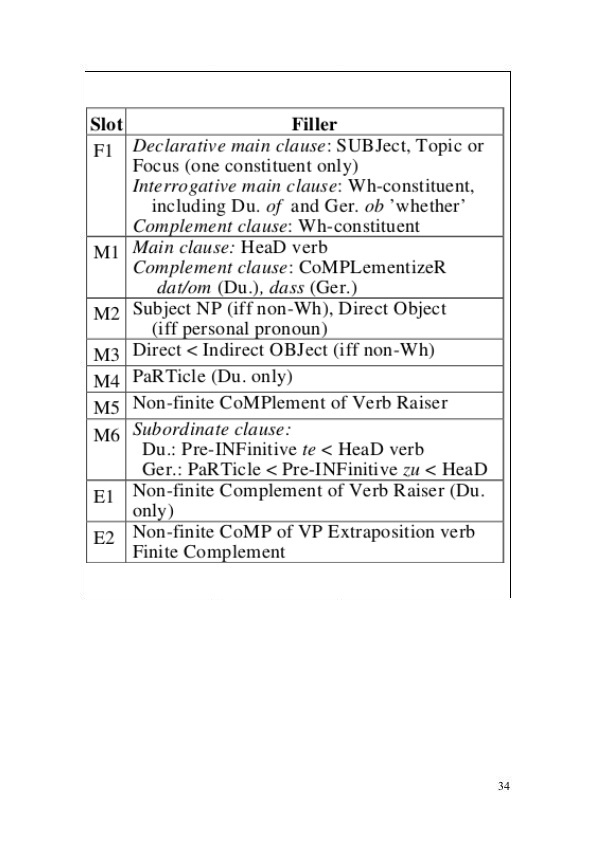 Slot Filler
F1 Declarative main clause: SUBJect, Topic or
Focus (one constituent only)
Interrogative main clause: Wh-constituent,
including Du. of and Ger. ob ’whether’
Complement clause: Wh-constituent
M1 Main clause: HeaD verb
Complement clause: CoMPLementizeR
dat/om (Du.), dass (Ger.)
M2 Subject NP (iff non-Wh), Direct Object
(iff personal pronoun)
M3 Direct < Indirect OBJect (iff non-Wh)
M4 PaRTicle (Du. only)
M5 Non-finite CoMPlement of Verb Raiser
M6 Subordinate clause:
Du.: Pre-INFinitive te < HeaD verb
Ger.: PaRTicle < Pre-INFinitive zu < HeaD
E1 Non-finite Complement of Verb Raiser (Du.
only)
E2 Non-finite CoMP of VP Extraposition verb
Finite Complement
34